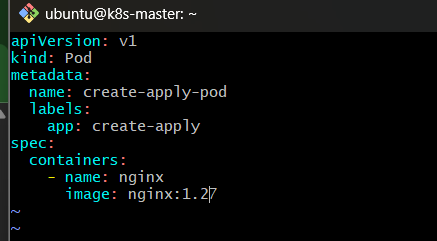 ubuntu@k8s-master: ~
apiVersion: v1
kind: Pod
metadata:
  name: create-apply-pod
  labels:
    app: create-apply
spec:
  containers:
    - name: nginx
      image: nginx:1.27
~
~